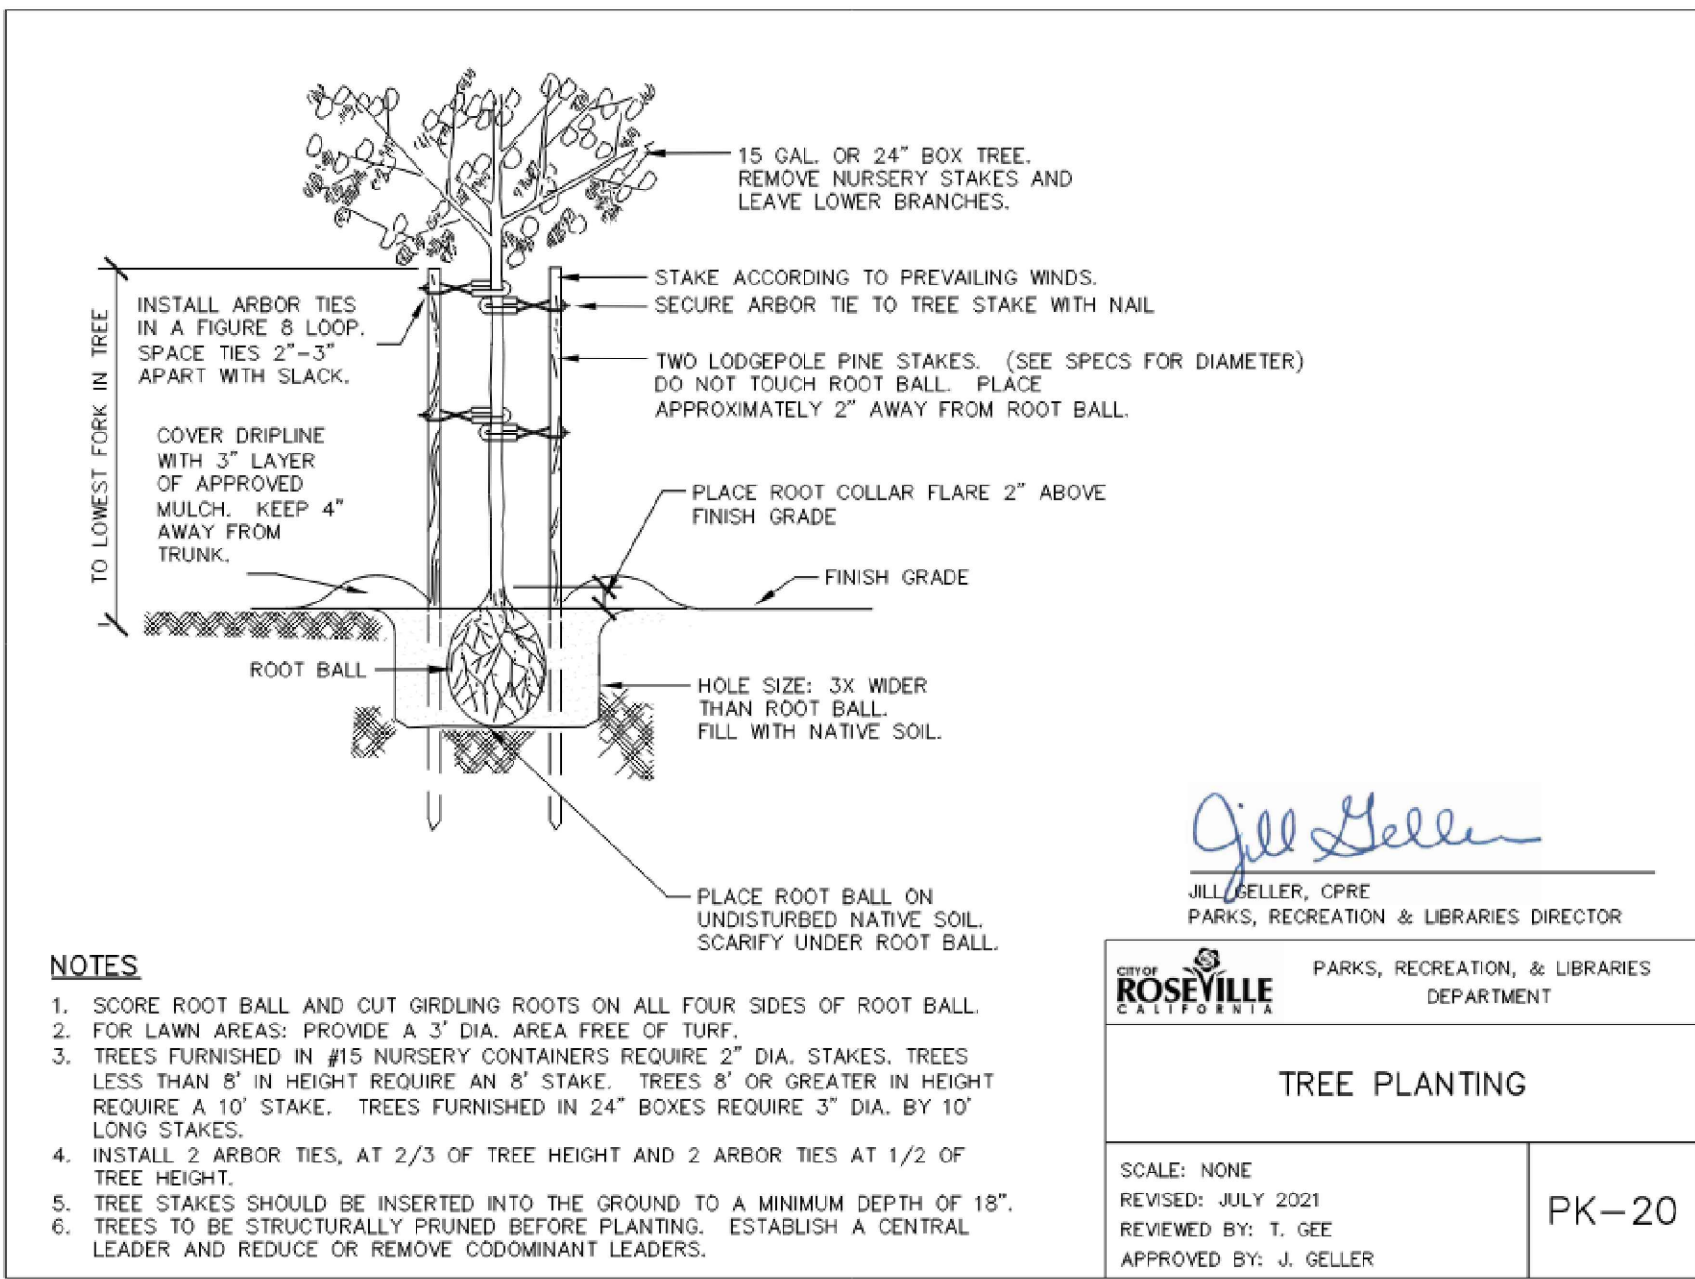 15 GAL. OR 24" BOX TREE.
REMOVE NURSERY STAKES AND
LEAVE LOWER BRANCHES.
STAKE ACCORDING TO PREVAILING WINDS.
SECURE ARBOR TIE TO TREE STAKE WITH NAIL
TO LOWEST FORK IN TREE
INSTALL ARBOR TIES
IN A FIGURE 8 LOOP.
SPACE TIES 2"-3"
APART WITH SLACK.
TWO LODGEPOLE PINE STAKES. (SEE SPECS FOR DIAMETER)
DO NOT TOUCH ROOT BALL. PLACE
APPROXIMATELY 2" AWAY FROM ROOT BALL.
COVER DRIPLINE
WITH 3" LAYER
OF APPROVED
MULCH. KEEP 4"
AWAY FROM
TRUNK.
PLACE ROOT COLLAR FLARE 2" ABOVE
FINISH GRADE
FINISH GRADE
ROOT BALL
HOLE SIZE: 3X WIDER
THAN ROOT BALL.
FILL WITH NATIVE SOIL.
PLACE ROOT BALL ON
UNDISTURBED NATIVE SOIL.
SCARIFY UNDER ROOT BALL.
Jill Geller
JILL GELLER, CPRE
PARKS, RECREATION & LIBRARIES DIRECTOR
NOTES
1. SCORE ROOT BALL AND CUT GIRDLING ROOTS ON ALL FOUR SIDES OF ROOT BALL.
2. FOR LAWN AREAS: PROVIDE A 3' DIA. AREA FREE OF TURF.
3. TREES FURNISHED IN #15 NURSERY CONTAINERS REQUIRE 2" DIA. STAKES. TREES
LESS THAN 8' IN HEIGHT REQUIRE AN 8' STAKE. TREES 8' OR GREATER IN HEIGHT
REQUIRE A 10' STAKE. TREES FURNISHED IN 24" BOXES REQUIRE 3" DIA. BY 10'
LONG STAKES.
4. INSTALL 2 ARBOR TIES, AT 2/3 OF TREE HEIGHT AND 2 ARBOR TIES AT 1/2 OF
TREE HEIGHT.
5. TREE STAKES SHOULD BE INSERTED INTO THE GROUND TO A MINIMUM DEPTH OF 18".
6. TREES TO BE STRUCTURALLY PRUNED BEFORE PLANTING. ESTABLISH A CENTRAL
LEADER AND REDUCE OR REMOVE CODOMINANT LEADERS.
CITY OF
ROSEVILLE
CALIFORNIA
PARKS, RECREATION, & LIBRARIES
DEPARTMENT
TREE PLANTING
SCALE: NONE
REVISED: JULY 2021
REVIEWED BY: T. GEE
APPROVED BY: J. GELLER
PK-20